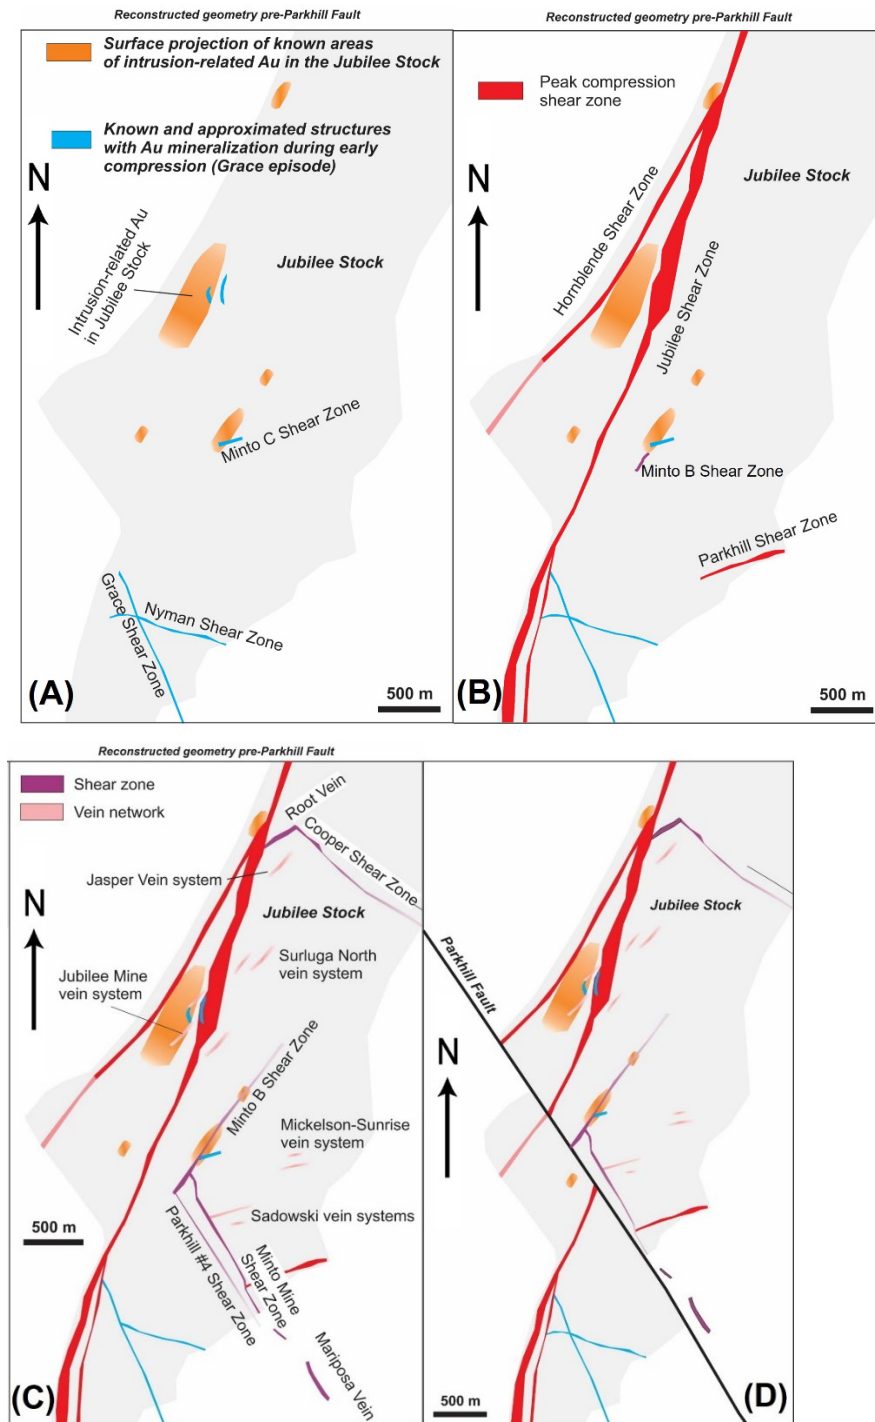 Reconstructed geometry pre-Parkhill Fault
Surface projection of known areas
of intrusion-related Au in the Jubilee Stock
Known and approximated structures
with Au mineralization during early
compression (Grace episode)
N
Intrusion-related Au
in Jubilee Stock
Jubilee Stock
Minto C Shear Zone
Grace Shear Zone
Nyman Shear Zone
(A)
500 m
Reconstructed geometry pre-Parkhill Fault
Peak compression
shear zone
N
Hornblende Shear Zone
Jubilee Stock
Jubilee Shear Zone
Minto B Shear Zone
Parkhill Shear Zone
(B)
500 m
Reconstructed geometry pre-Parkhill Fault
Shear zone
Vein network
N
Root Vein
Cooper Shear Zone
Jasper Vein system
Jubilee Stock
Surluga North
vein system
Jubilee Mine
vein system
Minto B Shear Zone
Mickelson-Sunrise
vein system
Sadowski vein systems
500 m
Parkhill #4 Shear Zone
Minto Mine
Shear Zone
Mariposa Vein
(C)
Parkhill Fault
Jubilee Stock
N
500 m
(D)